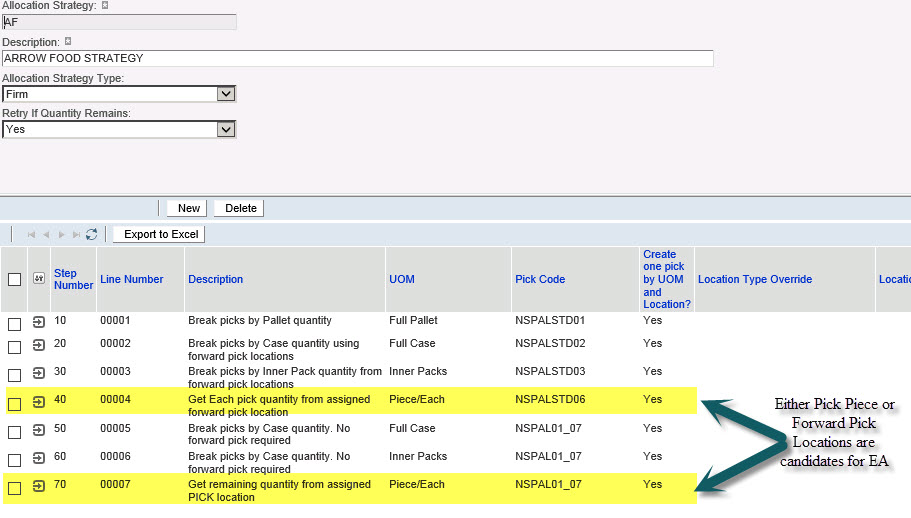 Allocation Strategy:
AF
Description:
ARROW FOOD STRATEGY
Allocation Strategy Type:
Firm
Retry If Quantity Remains:
Yes
New Delete
Export to Excel
Step Number Line Number Description UOM Pick Code Create one pick by UOM and Location? Location Type Override Locatio
10 00001 Break picks by Pallet quantity Full Pallet NSPALSTD01 Yes
20 00002 Break picks by Case quantity using Full Case NSPALSTD02 Yes
forward pick locations
30 00003 Break picks by Inner Pack quantity from Inner Packs NSPALSTD03 Yes
forward pick locations
40 00004 Get Each pick quantity from assigned Piece/Each NSPALSTD06 Yes
forward pick location
50 00005 Break picks by Case quantity. No Full Case NSPAL01_07 Yes
forward pick required
60 00006 Break picks by Case quantity. No Inner Packs NSPAL01_07 Yes
forward pick required
70 00007 Get remaining quantity from assigned Piece/Each NSPAL01_07 Yes
PICK location
Either Pick Piece or
Forward Pick
Locations are
candidates for EA